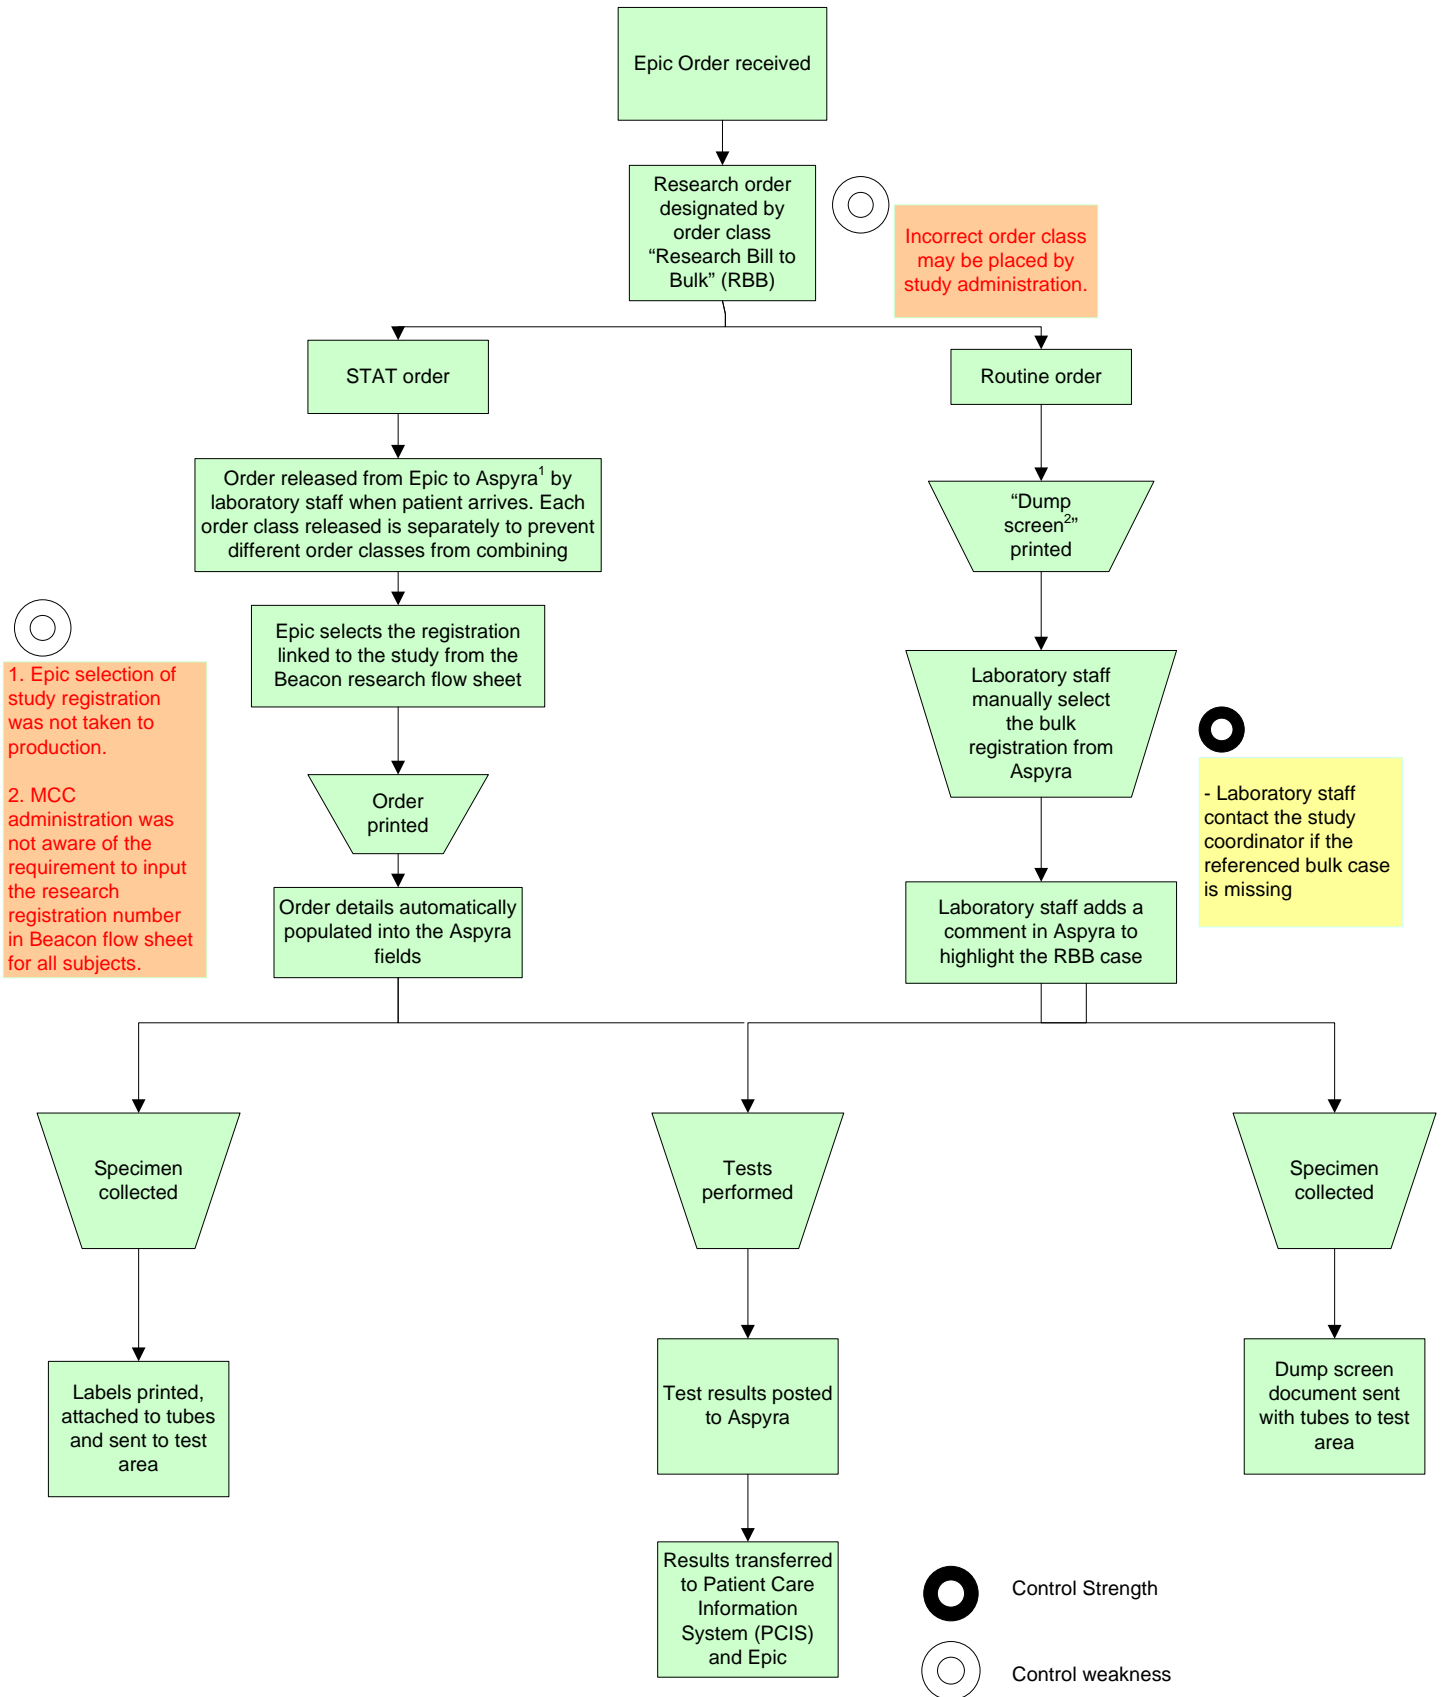 Epic Order received
Research order
designated by
order class
“Research Bill to
Bulk” (RBB)
Incorrect order class
may be placed by
study administration.
STAT order
Routine order
Order released from Epic to Aspyra1 by
laboratory staff when patient arrives. Each
order class released is separately to prevent
different order classes from combining
“Dump
screen2”
printed
Epic selects the registration
linked to the study from the
Beacon research flow sheet
1. Epic selection of
study registration
was not taken to
production.
2. MCC
administration was
not aware of the
requirement to input
the research
registration number
in Beacon flow sheet
for all subjects.
Laboratory staff
manually select
the bulk
registration from
Aspyra
- Laboratory staff
contact the study
coordinator if the
referenced bulk case
is missing
Order
printed
Order details automatically
populated into the Aspyra
fields
Laboratory staff adds a
comment in Aspyra to
highlight the RBB case
Specimen
collected
Tests
performed
Specimen
collected
Labels printed,
attached to tubes
and sent to test
area
Test results posted
to Aspyra
Dump screen
document sent
with tubes to test
area
Results transferred
to Patient Care
Information
System (PCIS)
and Epic
Control Strength
Control weakness